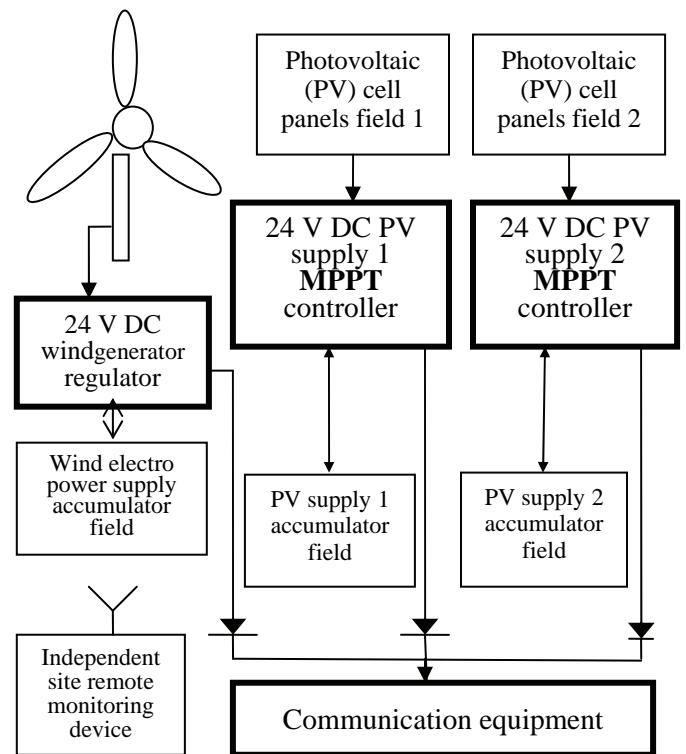 Photovoltaic
(PV) cell
panels field 1
Photovoltaic
(PV) cell
panels field 2
24 V DC PV
supply 1
MPPT
controller
24 V DC PV
supply 2
MPPT
controller
24 V DC
windgenerator
regulator
Wind electro
power supply
accumulator
field
PV supply 1
accumulator
field
PV supply 2
accumulator
field
Independent
site remote
monitoring
device
Communication equipment